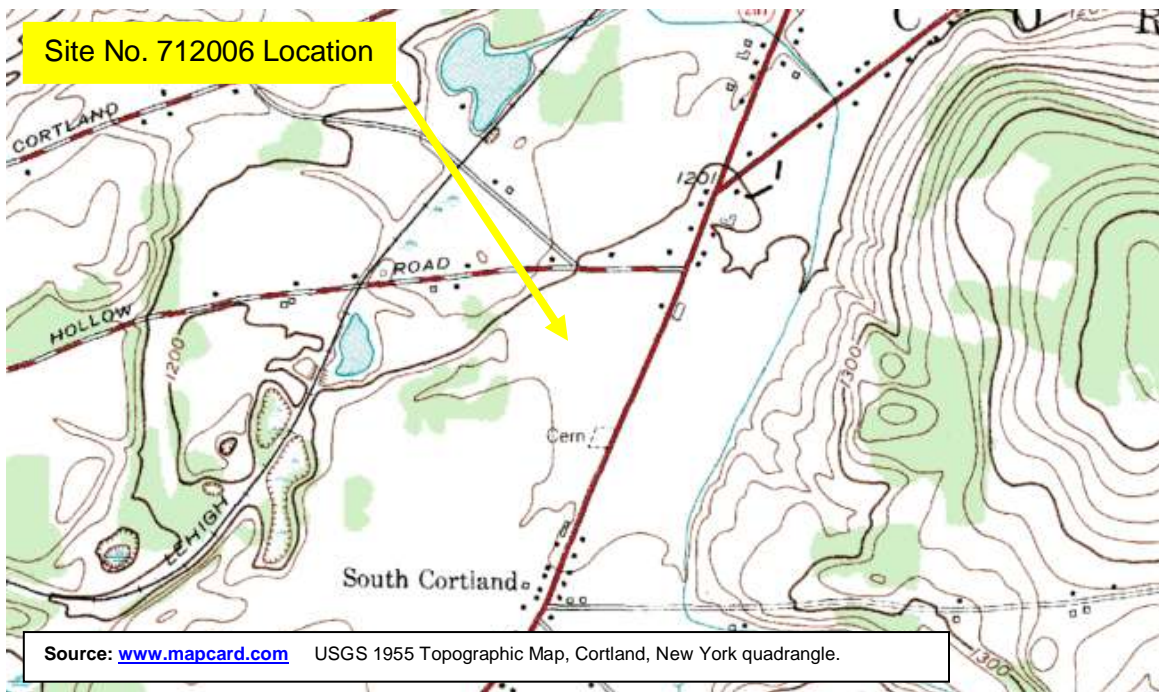 Site No. 712006 Location
C O R
120
CORTLAND
1201
ROAD
HOLLOW
1200
1300
Cem
LEHIGH
South Cortland
1300
Source: www.mapcard.com USGS 1955 Topographic Map, Cortland, New York quadrangle.